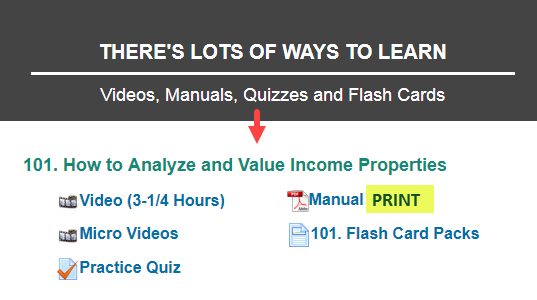 THERE'S LOTS OF WAYS TO LEARN
Videos, Manuals, Quizzes and Flash Cards
101. How to Analyze and Value Income Properties
Video (3-1/4 Hours)
Manual PRINT
Micro Videos
101. Flash Card Packs
Practice Quiz